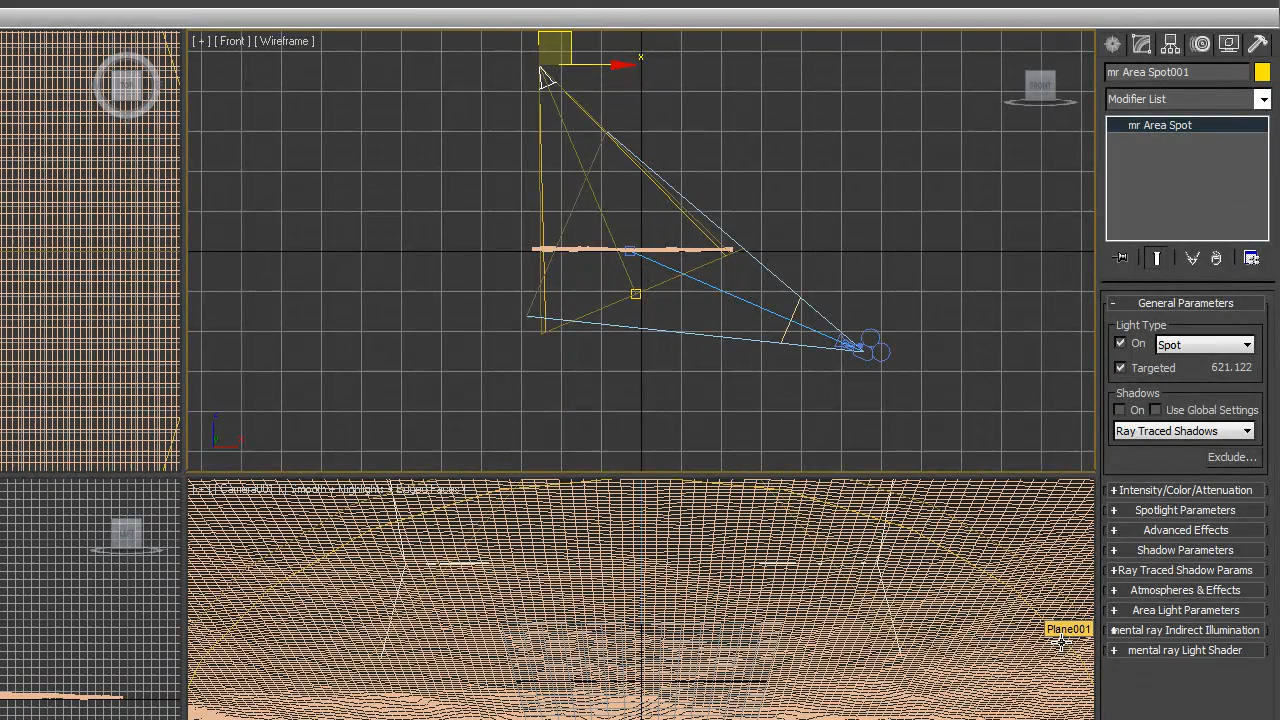 [ + ] [ Front ] [ Wireframe ]
TOP
FRONT
x
z
x
y
mr Area Spot001
Modifier List
mr Area Spot
- General Parameters
Light Type
On Spot
Targeted 621.122
Shadows
On Use Global Settings
Ray Traced Shadows
Exclude...
+ Intensity/Color/Attenuation
+ Spotlight Parameters
+ Advanced Effects
+ Shadow Parameters
+ Ray Traced Shadow Params
+ Atmospheres & Effects
+ Area Light Parameters
+ mental ray Indirect Illumination
+ mental ray Light Shader
Plane001